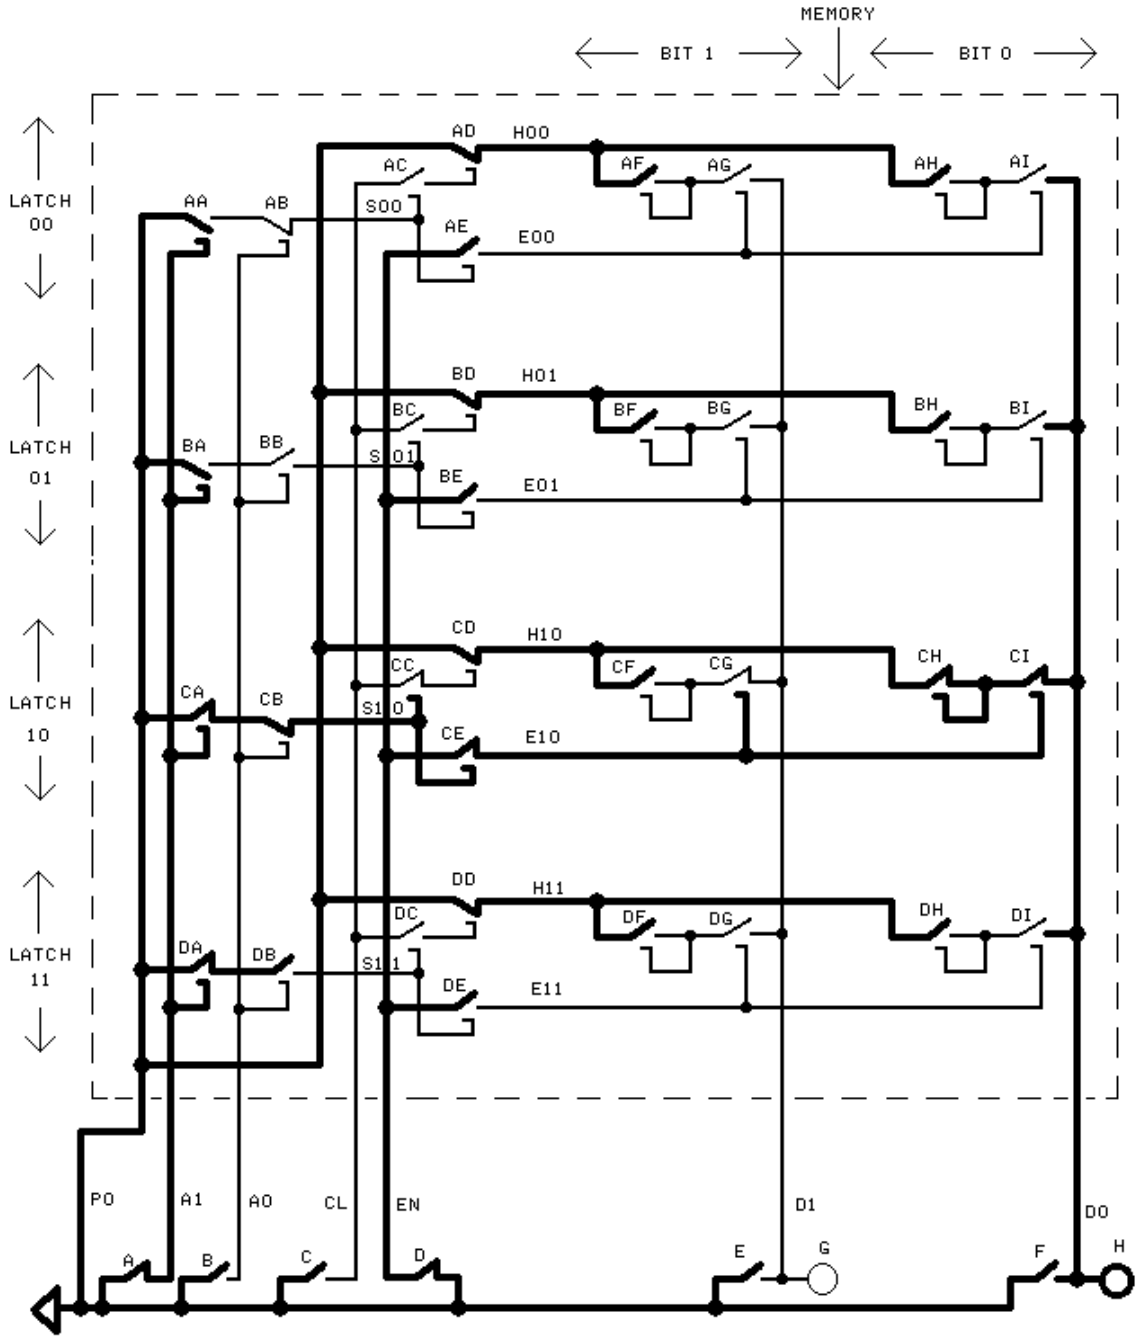 MEMORY
BIT 1
BIT 0
LATCH
00
AA
AB
S00
AC
AD
H00
AE
E00
AF
AG
AH
AI
LATCH
01
BA
BB
S01
BC
BD
H01
BE
E01
BF
BG
BH
BI
LATCH
10
CA
CB
S10
CC
CD
H10
CE
E10
CF
CG
CH
CI
LATCH
11
DA
DB
S11
DC
DD
H11
DE
E11
DF
DG
DH
DI
PO
A1
A0
CL
EN
D1
D0
A
B
C
D
E
G
F
H